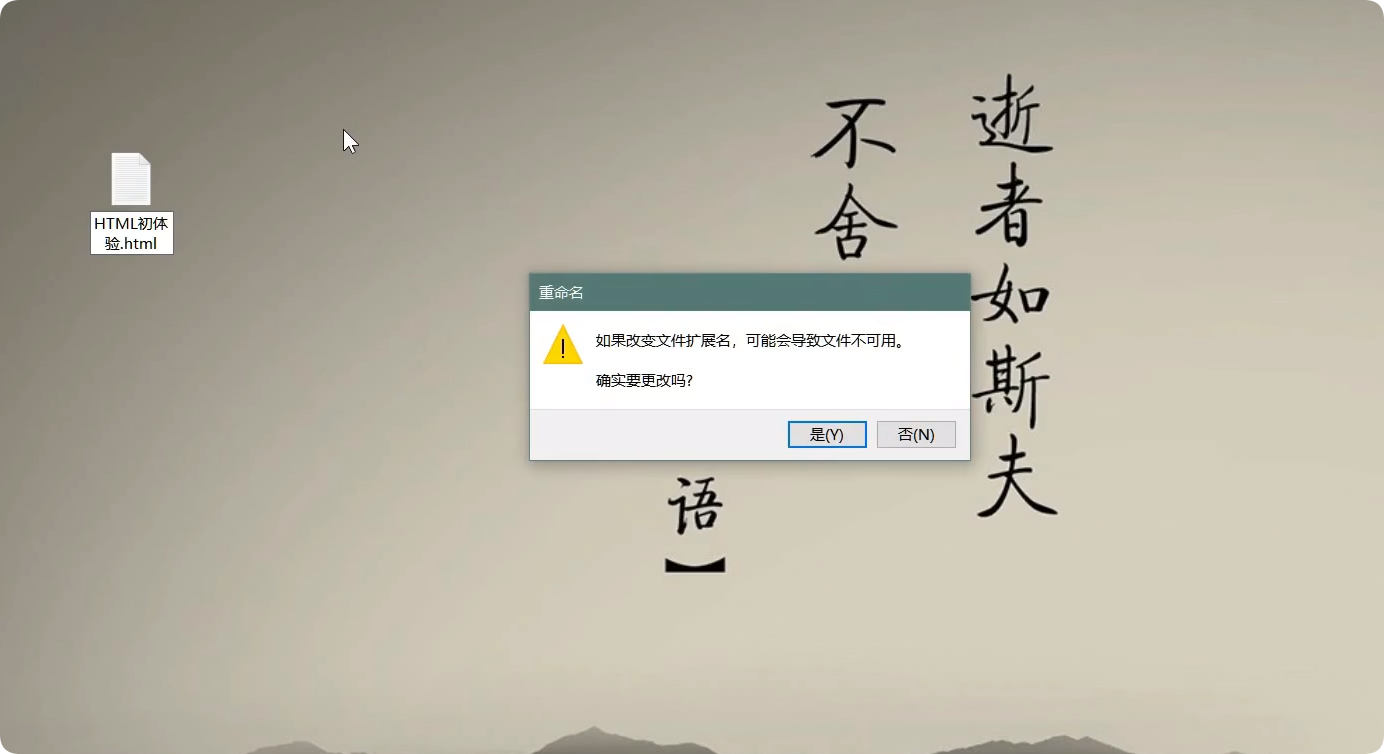 HTML初体
验.html
重命名
如果改变文件扩展名，可能会导致文件不可用。
确实要更改吗?
是(Y)
否(N)
逝者如斯夫
不舍
语】